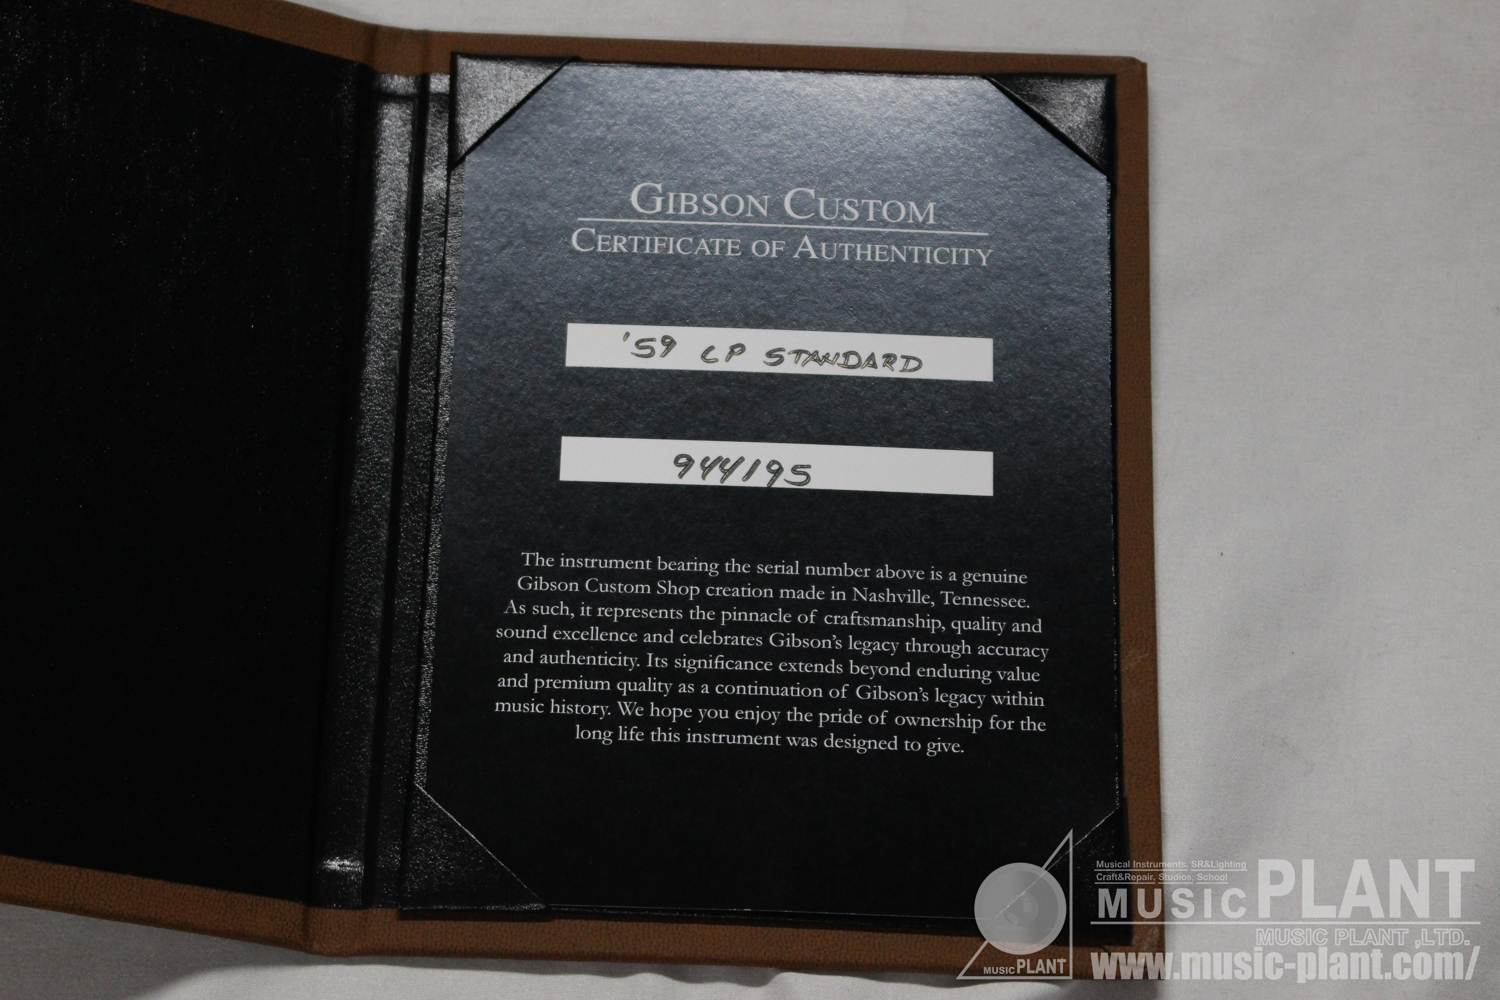 GIBSON CUSTOM
CERTIFICATE OF AUTHENTICITY
'59 LP STANDARD
944195
The instrument bearing the serial number above is a genuine
Gibson Custom Shop creation made in Nashville, Tennessee.
As such, it represents the pinnacle of craftsmanship, quality and
sound excellence and celebrates Gibson's legacy through accuracy
and authenticity. Its significance extends beyond enduring value
and premium quality as a continuation of Gibson's legacy within
music history. We hope you enjoy the pride of ownership for the
long life this instrument was designed to give.
Musical Instruments, SR&Lighting
Craft&Repair, Studios, School
MUSIC PLANT
MUSIC PLANT ,LTD.
MUSIC PLANT
www.music-plant.com/